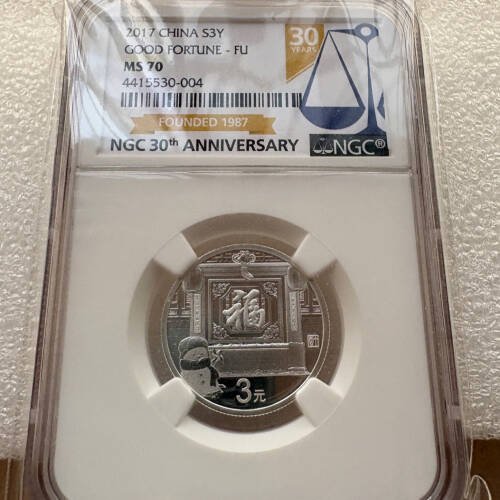 2017 CHINA S3Y
GOOD FORTUNE - FU
MS 70
4415530-004
30
YEARS
FOUNDED 1987
NGC 30th ANNIVERSARY
NGC®
福
3元